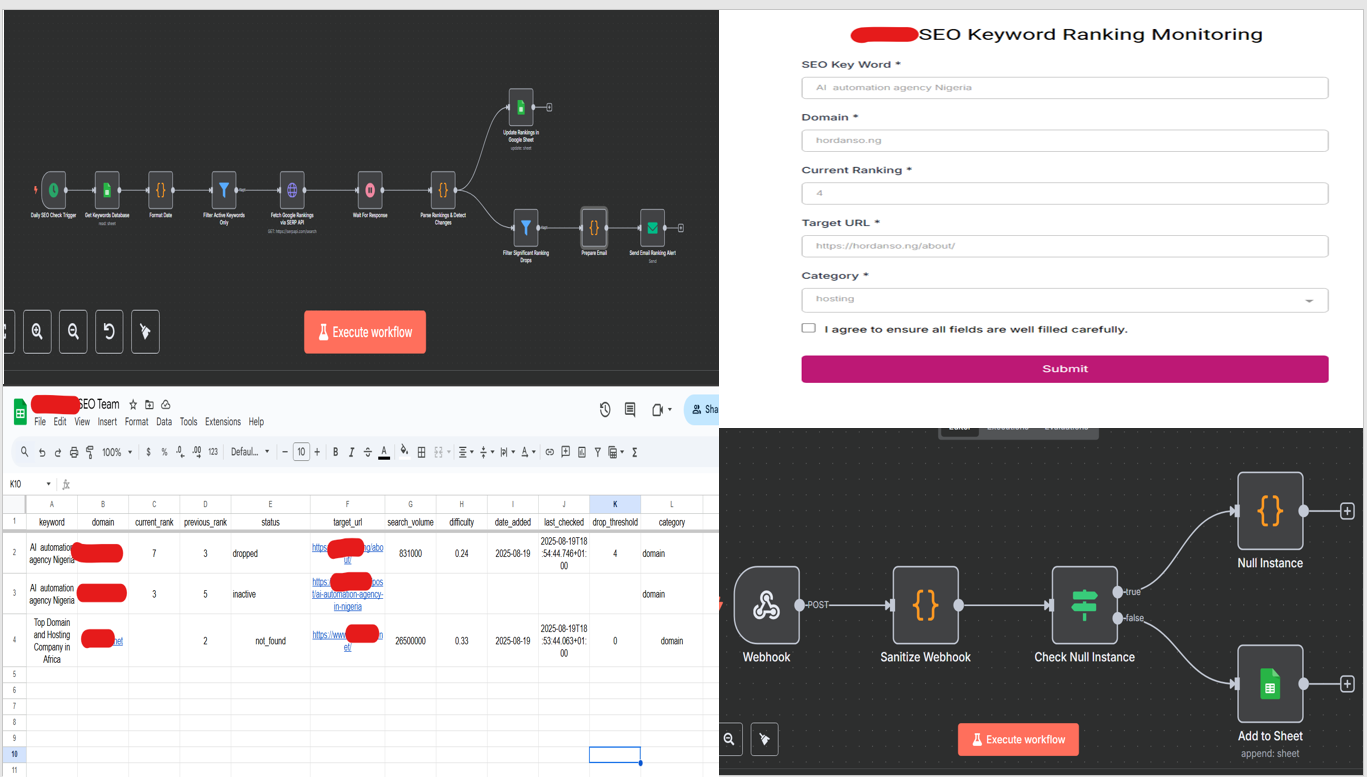 Update Rankings in
Google Sheet
update: sheet
Daily SEO Check Trigger
Get Keywords Database
read: sheet
Format Date
Filter Active Keywords
Only
Fetch Google Rankings
via SERP API
GET: https://serpapi.com/search
Wait For Response
Parse Rankings & Detect
Changes
Filter Significant Ranking
Drops
Prepare Email
Send Email Ranking Alert
Send
Execute workflow
SEO Keyword Ranking Monitoring
SEO Key Word *
AI automation agency Nigeria
Domain *
hordanso.ng
Current Ranking *
4
Target URL *
https://hordanso.ng/about/
Category *
hosting
I agree to ensure all fields are well filled carefully.
Submit
SEO Team
File Edit View Insert Format Data Tools Extensions Help
Sha
100% $ % .0 .00 123 Defaul... − 10 + B I A
K10 fx
A B C D E F G H I J K L
1 keyword domain current_rank previous_rank status target_url search_volume difficulty date_added last_checked drop_threshold category
2 AI automation agency Nigeria 7 3 dropped https: ng/about/ 831000 0.24 2025-08-19 2025-08-19T18:54:44.746+01:00 4 domain
3 AI automation agency Nigeria 3 5 inactive https: post/ai-automation-agency-in-nigeria domain
4 Top Domain and Hosting Company in Africa net 2 not_found https://www. net/ 26500000 0.33 2025-08-19 2025-08-19T18:53:44.063+01:00 0 domain
5
6
7
8
9
10
11
Webhook
POST
Sanitize Webhook
Check Null Instance
true
false
Null Instance
Add to Sheet
append: sheet
Execute workflow